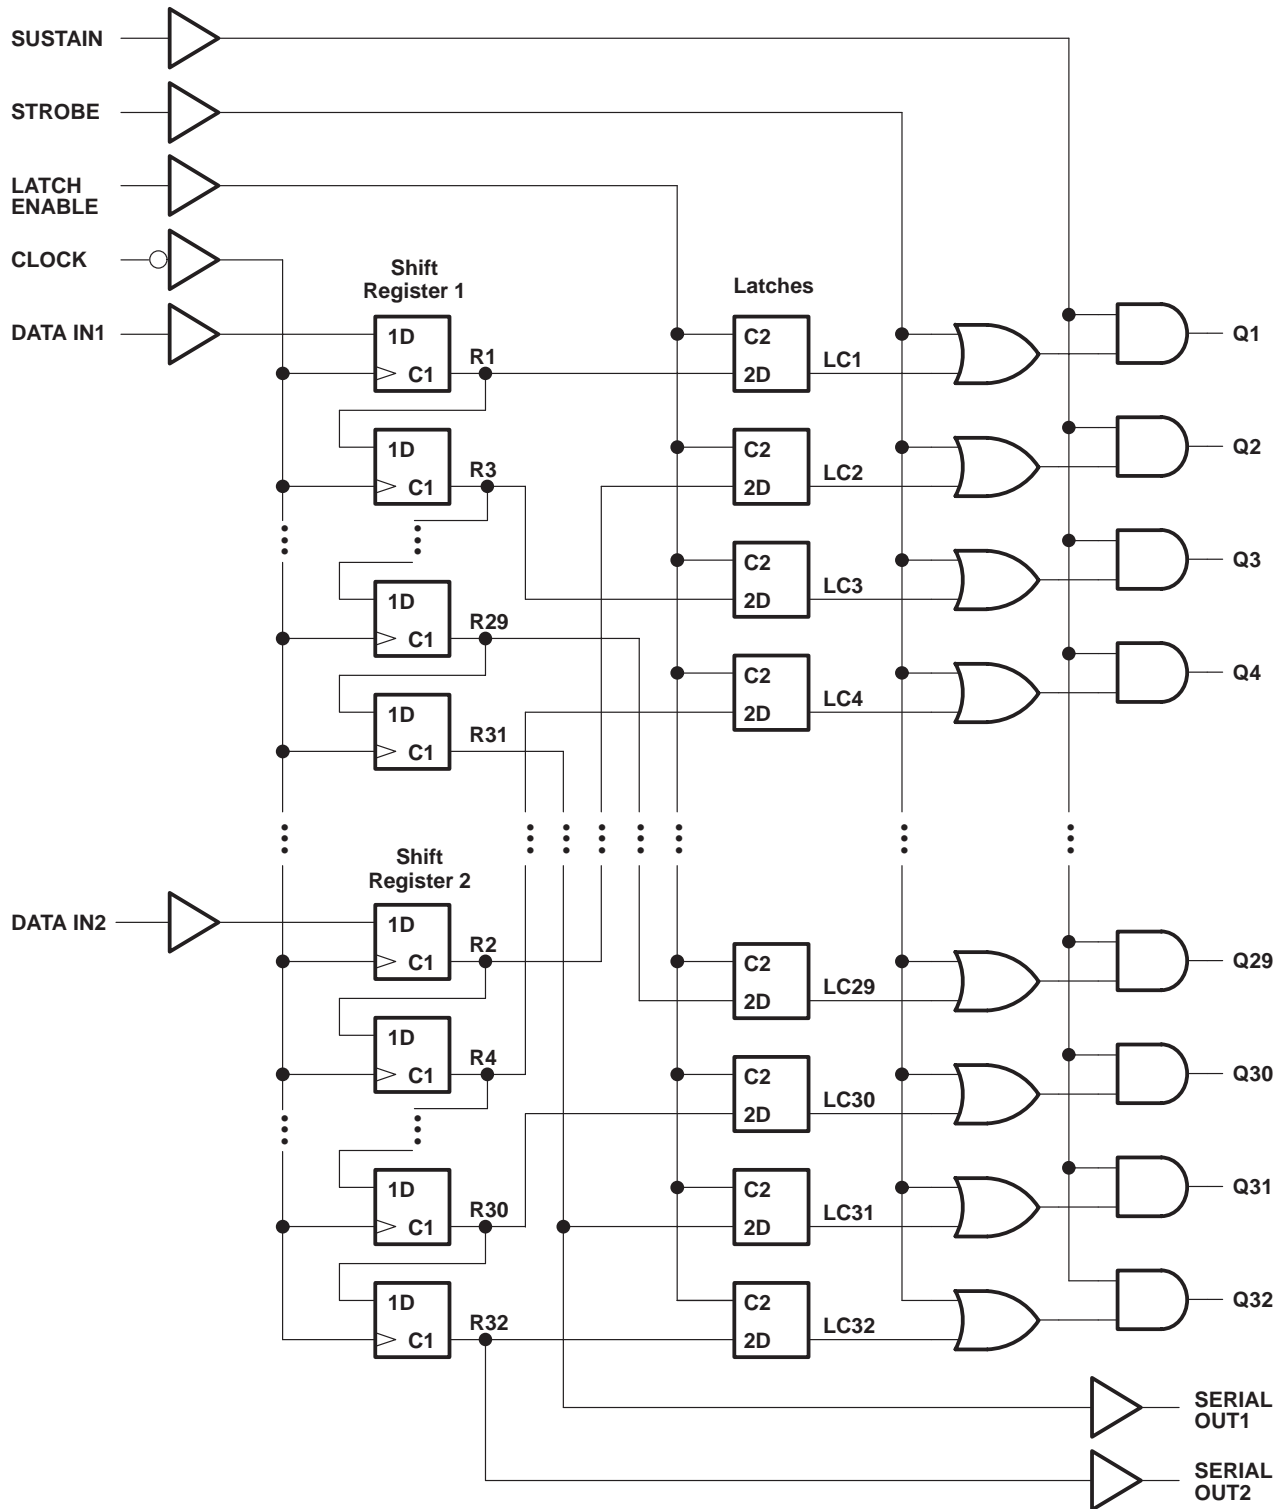 SUSTAIN
STROBE
LATCH
ENABLE
CLOCK
DATA IN1
Shift
Register 1
Latches
1D
C1
R1
C2
2D
LC1
Q1
1D
C1
R3
C2
2D
LC2
Q2
C2
2D
LC3
Q3
1D
C1
R29
C2
2D
LC4
Q4
1D
C1
R31
Shift
Register 2
DATA IN2
1D
C1
R2
C2
2D
LC29
Q29
1D
C1
R4
C2
2D
LC30
Q30
1D
C1
R30
C2
2D
LC31
Q31
1D
C1
R32
C2
2D
LC32
Q32
SERIAL
OUT1
SERIAL
OUT2